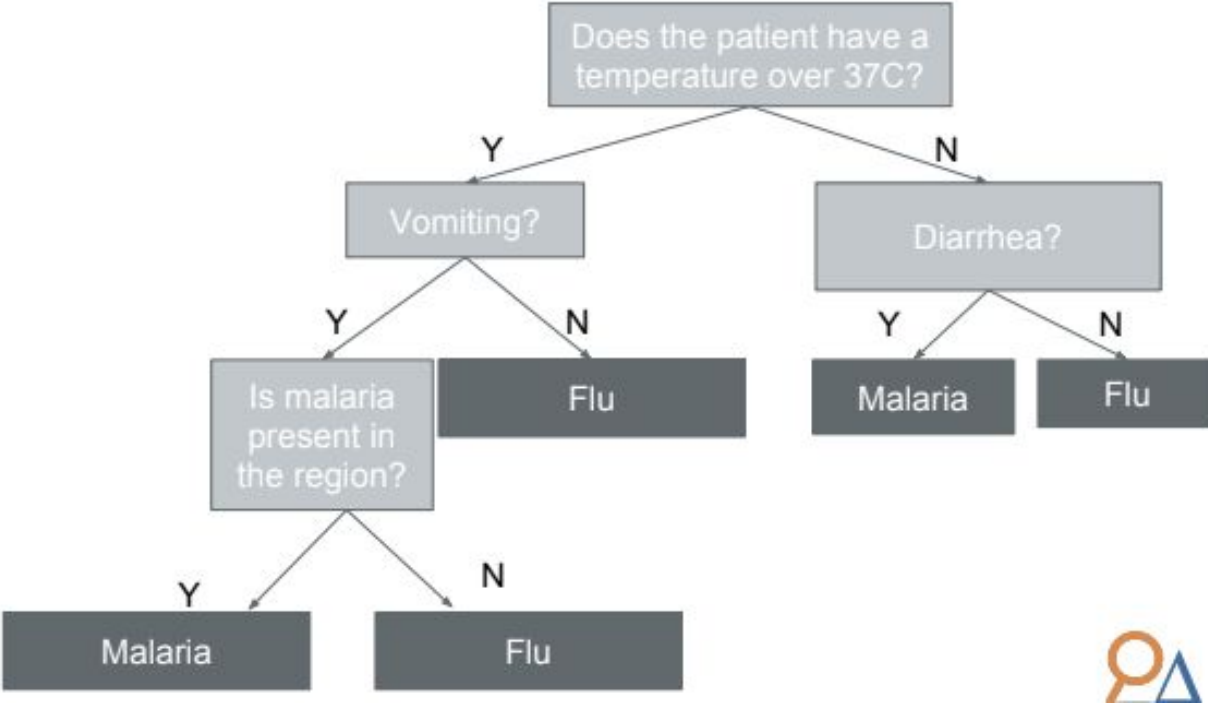 Does the patient have a
temperature over 37C?
Y
N
Vomiting?
Diarrhea?
Y
N
Y
N
Is malaria
present in
the region?
Flu
Malaria
Flu
Y
N
Malaria
Flu